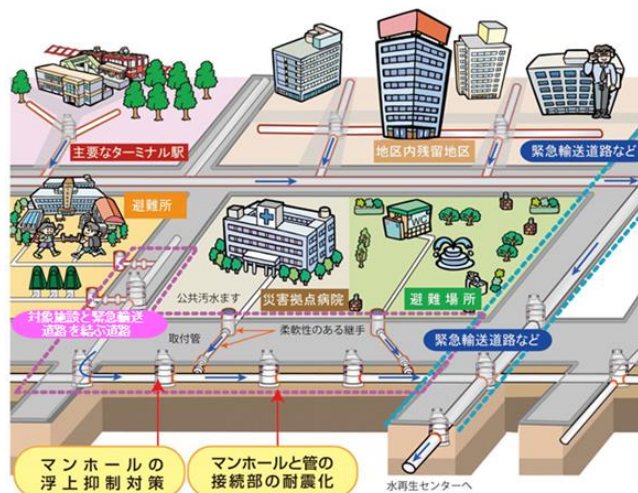 主要なターミナル駅
地区内残留地区
緊急輸送道路など
避難所
WC
公共汚水ます
災害拠点病院
避難場所
対象施設と緊急輸送
道路を結ぶ道路
取付管
柔軟性のある継手
緊急輸送道路など
マンホールの
浮上抑制対策
マンホールと管の
接続部の耐震化
水再生センターへ